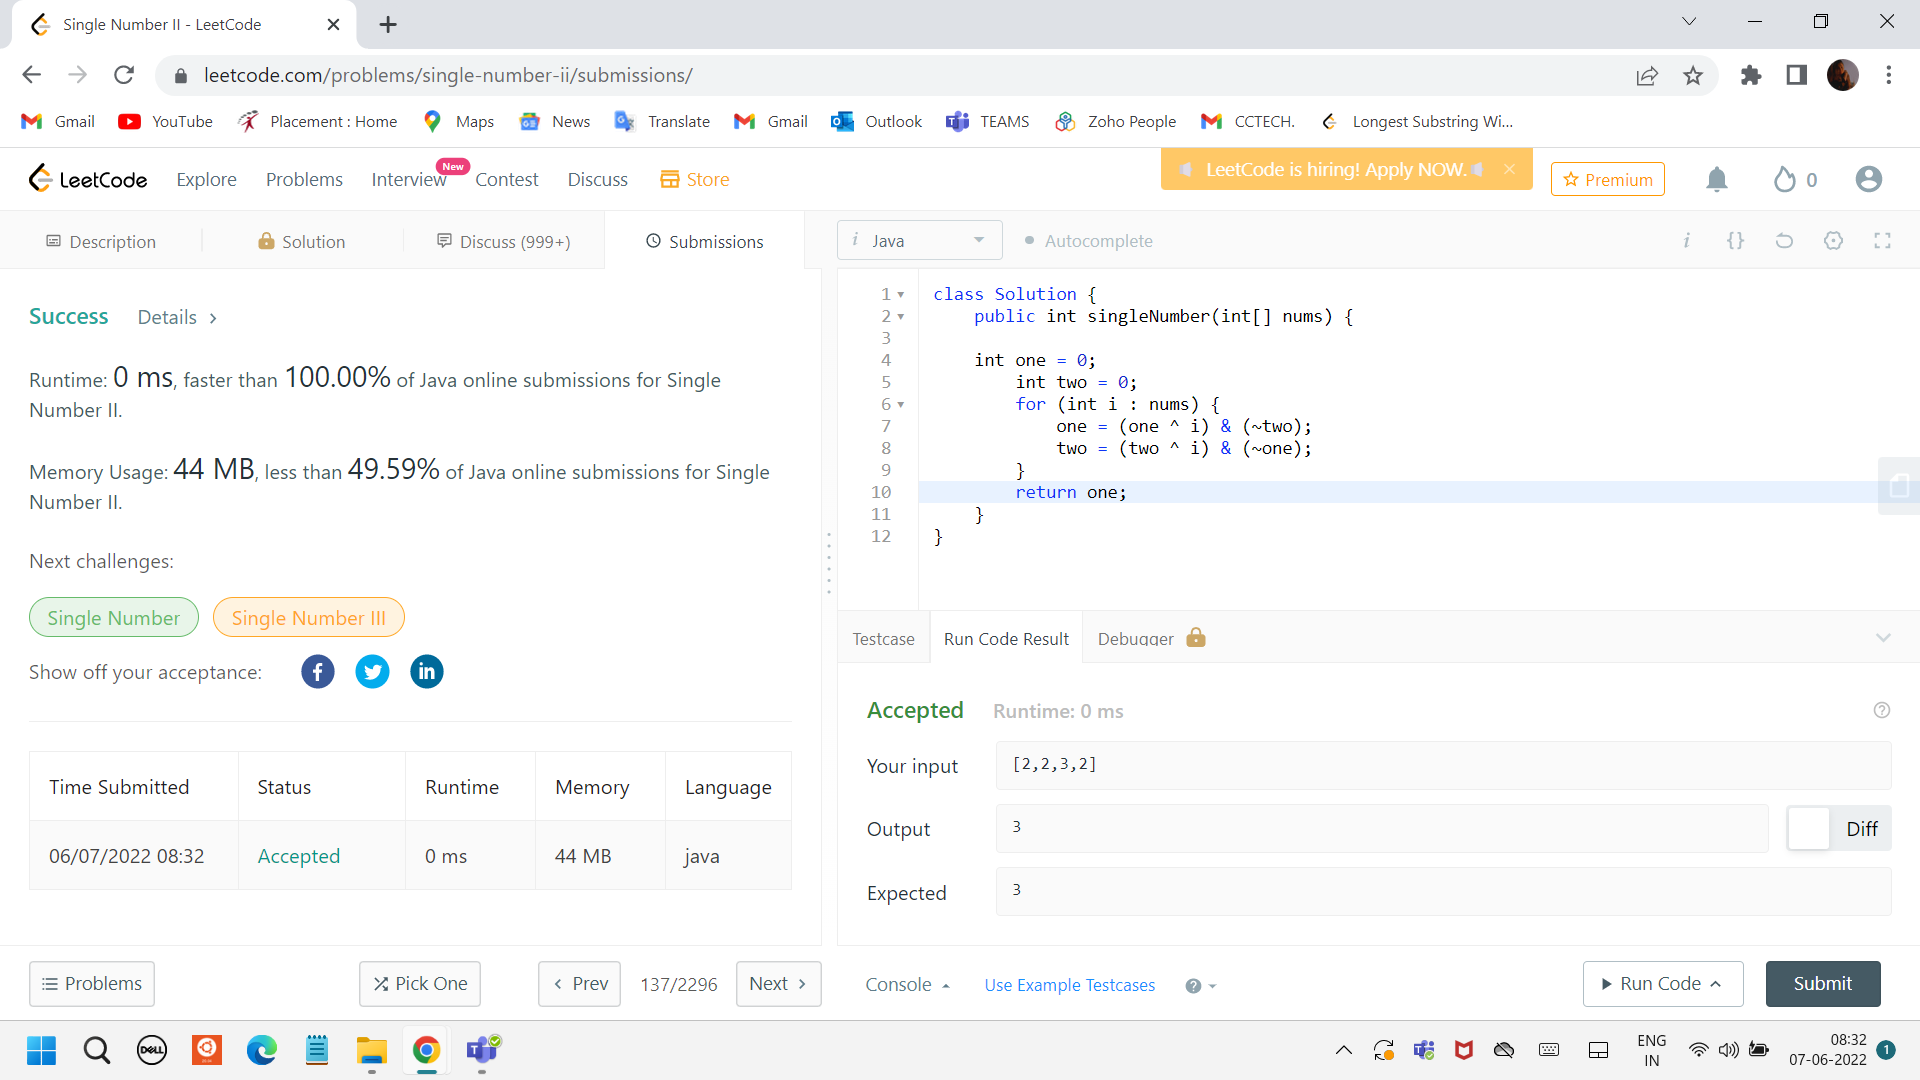 Single Number II - LeetCode
leetcode.com/problems/single-number-ii/submissions/
Gmail YouTube Placement : Home Maps News Translate Gmail Outlook TEAMS Zoho People CCTECH. Longest Substring Wi...
LeetCode Explore Problems Interview New Contest Discuss Store LeetCode is hiring! Apply NOW. Premium 0
Description Solution Discuss (999+) Submissions
i Java Autocomplete i {}
Success Details >
Runtime: 0 ms, faster than 100.00% of Java online submissions for Single
Number II.
Memory Usage: 44 MB, less than 49.59% of Java online submissions for Single
Number II.
Next challenges:
Single Number Single Number III
Show off your acceptance: f in
Time Submitted Status Runtime Memory Language
06/07/2022 08:32 Accepted 0 ms 44 MB java
1 class Solution {
2 public int singleNumber(int[] nums) {
3
4 int one = 0;
5 int two = 0;
6 for (int i : nums) {
7 one = (one ^ i) & (~two);
8 two = (two ^ i) & (~one);
9 }
10 return one;
11 }
12 }
Testcase Run Code Result Debugger
Accepted Runtime: 0 ms
Your input [2,2,3,2]
Output 3 Diff
Expected 3
Problems Pick One < Prev 137/2296 Next > Console Use Example Testcases Run Code Submit
DELL ENG
IN
08:32
07-06-2022 1